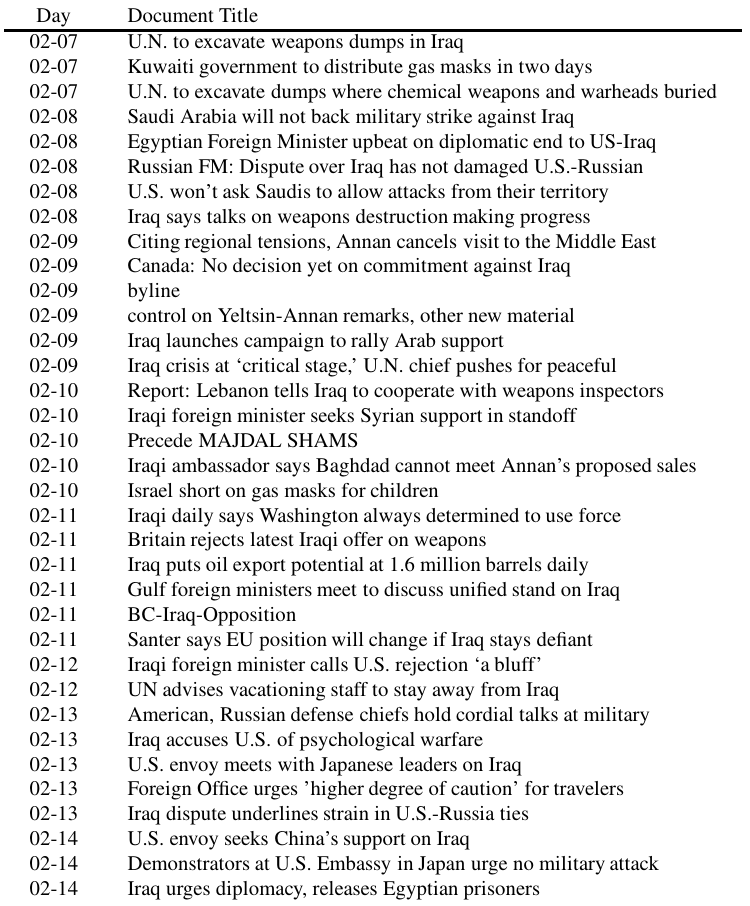 Day Document Title
02-07 U.N. to excavate weapons dumps in Iraq
02-07 Kuwaiti government to distribute gas masks in two days
02-07 U.N. to excavate dumps where chemical weapons and warheads buried
02-08 Saudi Arabia will not back military strike against Iraq
02-08 Egyptian Foreign Minister upbeat on diplomatic end to US-Iraq
02-08 Russian FM: Dispute over Iraq has not damaged U.S.-Russian
02-08 U.S. won't ask Saudis to allow attacks from their territory
02-08 Iraq says talks on weapons destruction making progress
02-09 Citing regional tensions, Annan cancels visit to the Middle East
02-09 Canada: No decision yet on commitment against Iraq
02-09 byline
02-09 control on Yeltsin-Annan remarks, other new material
02-09 Iraq launches campaign to rally Arab support
02-09 Iraq crisis at ‘critical stage,’ U.N. chief pushes for peaceful
02-10 Report: Lebanon tells Iraq to cooperate with weapons inspectors
02-10 Iraqi foreign minister seeks Syrian support in standoff
02-10 Precede MAJDAL SHAMS
02-10 Iraqi ambassador says Baghdad cannot meet Annan's proposed sales
02-10 Israel short on gas masks for children
02-11 Iraqi daily says Washington always determined to use force
02-11 Britain rejects latest Iraqi offer on weapons
02-11 Iraq puts oil export potential at 1.6 million barrels daily
02-11 Gulf foreign ministers meet to discuss unified stand on Iraq
02-11 BC-Iraq-Opposition
02-11 Santer says EU position will change if Iraq stays defiant
02-12 Iraqi foreign minister calls U.S. rejection ‘a bluff’
02-12 UN advises vacationing staff to stay away from Iraq
02-13 American, Russian defense chiefs hold cordial talks at military
02-13 Iraq accuses U.S. of psychological warfare
02-13 U.S. envoy meets with Japanese leaders on Iraq
02-13 Foreign Office urges ’higher degree of caution’ for travelers
02-13 Iraq dispute underlines strain in U.S.-Russia ties
02-14 U.S. envoy seeks China's support on Iraq
02-14 Demonstrators at U.S. Embassy in Japan urge no military attack
02-14 Iraq urges diplomacy, releases Egyptian prisoners